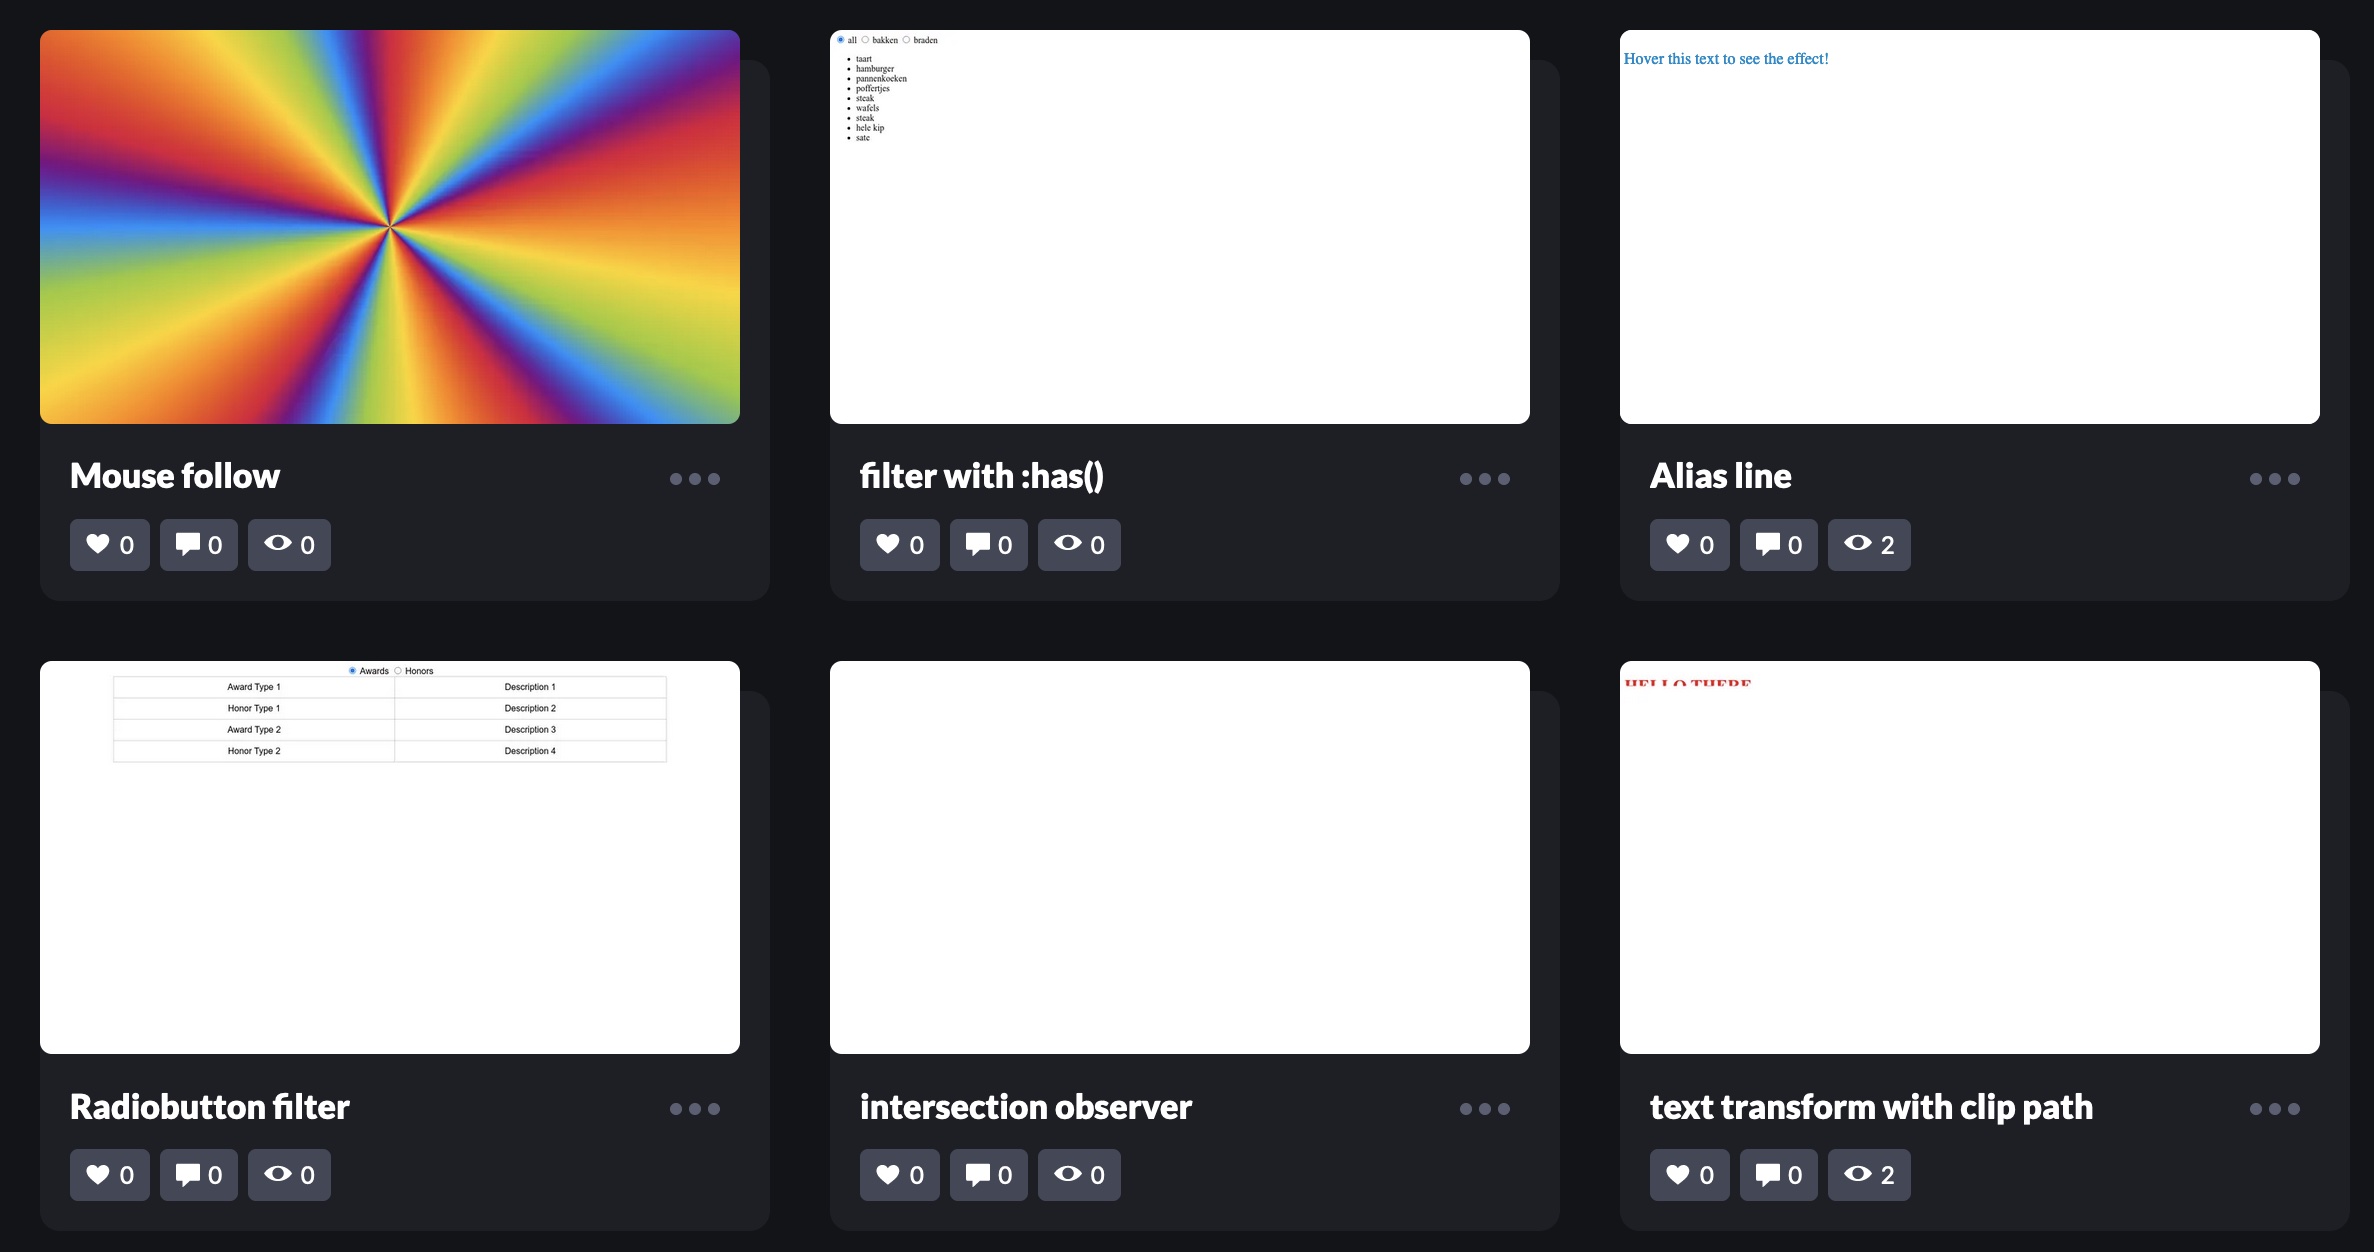 all bakken braden
taart
hamburger
pannenkoeken
poffertjes
steak
wafels
steak
hele kip
sate
Hover this text to see the effect!
Mouse follow
0 0 0
filter with :has()
0 0 0
Alias line
0 0 2
Awards Honors
Award Type 1 Description 1
Honor Type 1 Description 2
Award Type 2 Description 3
Honor Type 2 Description 4
HELLO THERE
Radiobutton filter
0 0 0
intersection observer
0 0 0
text transform with clip path
0 0 2